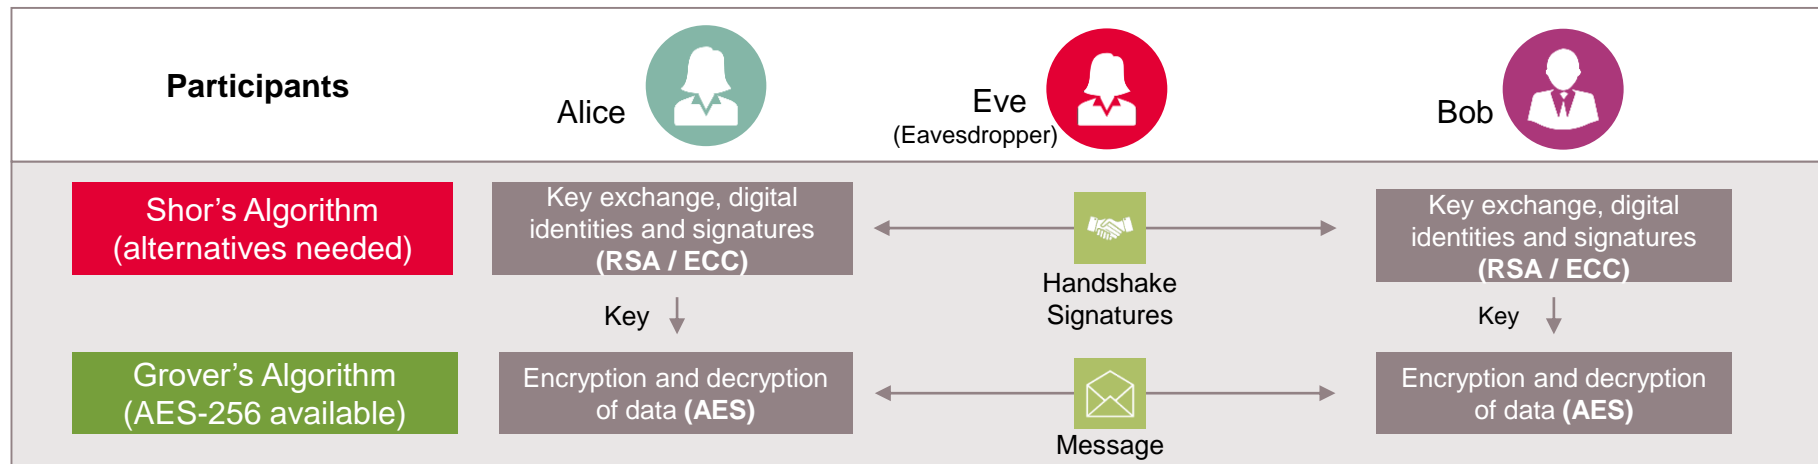 Participants
Alice
Eve
(Eavesdropper)
Bob
Shor's Algorithm
(alternatives needed)
Key exchange, digital
identities and signatures
(RSA / ECC)
Handshake
Signatures
Key exchange, digital
identities and signatures
(RSA / ECC)
Key
Key
Grover's Algorithm
(AES-256 available)
Encryption and decryption
of data (AES)
Message
Encryption and decryption
of data (AES)